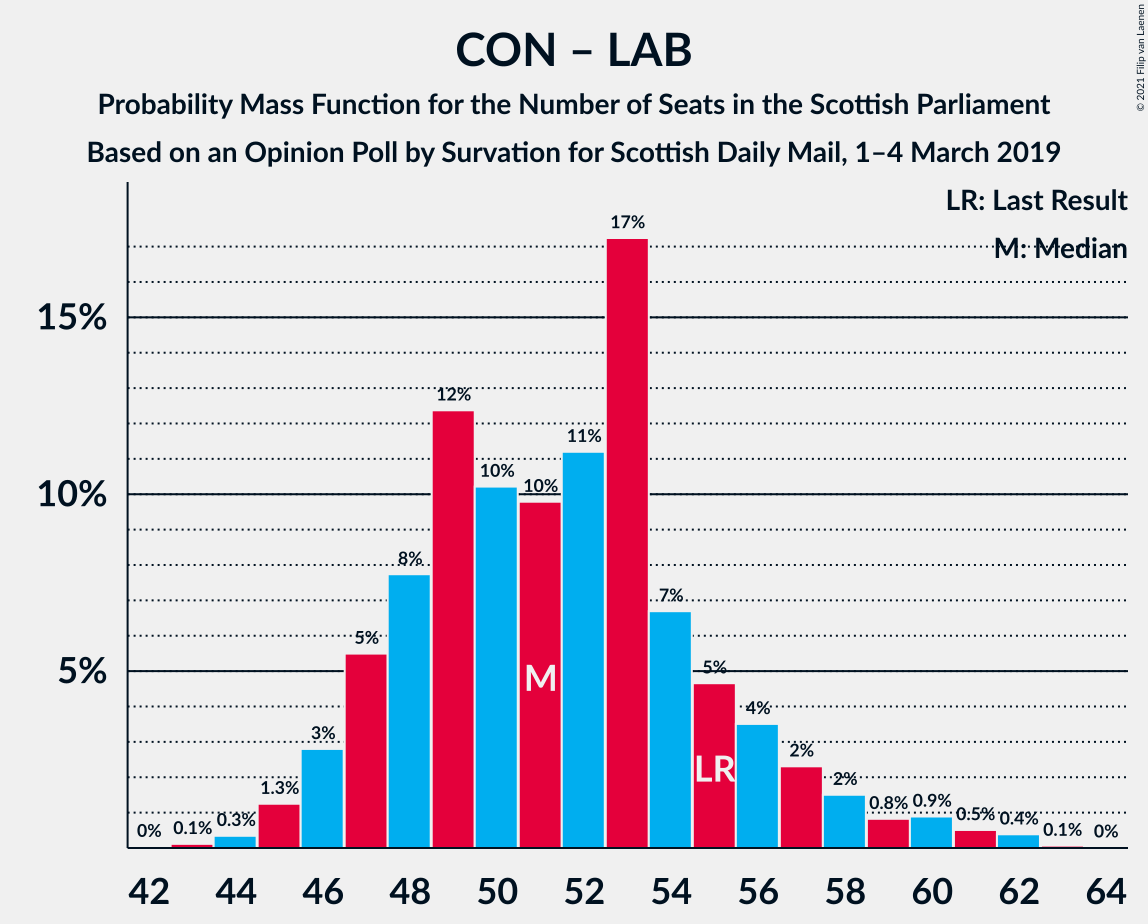 CON – LAB
Probability Mass Function for the Number of Seats in the Scottish Parliament
Based on an Opinion Poll by Survation for Scottish Daily Mail, 1–4 March 2019
© 2021 Filip van Laenen
LR: Last Result
M: Median
15%
10%
5%
0%
0.1%
0.3%
1.3%
3%
5%
8%
12%
10%
10%
11%
17%
7%
5%
4%
2%
2%
0.8%
0.9%
0.5%
0.4%
0.1%
0%
M
LR
42 44 46 48 50 52 54 56 58 60 62 64